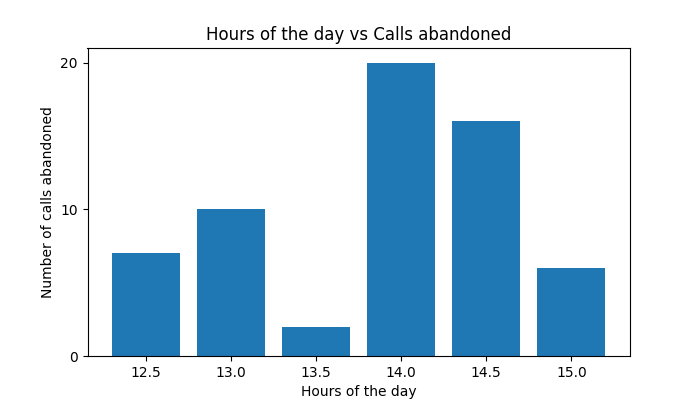 Hours of the day vs Calls abandoned
Number of calls abandoned
20
10
0
12.5 13.0 13.5 14.0 14.5 15.0
Hours of the day